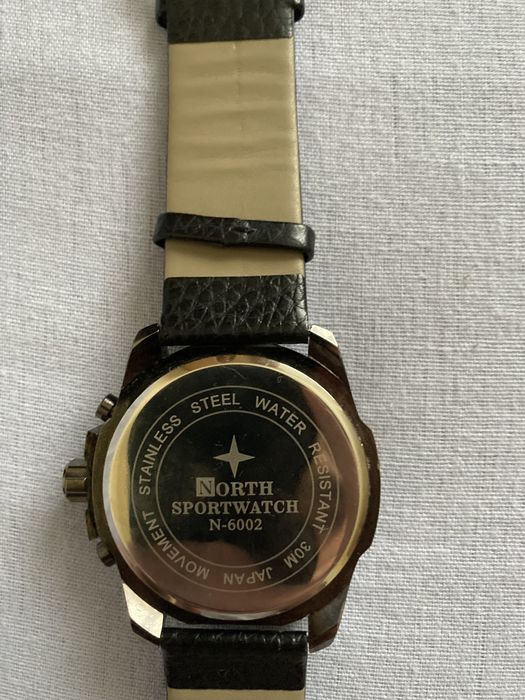 STAINLESS STEEL WATER RESISTANT 30M JAPAN MOVEMENT
NORTH
SPORTWATCH
N-6002